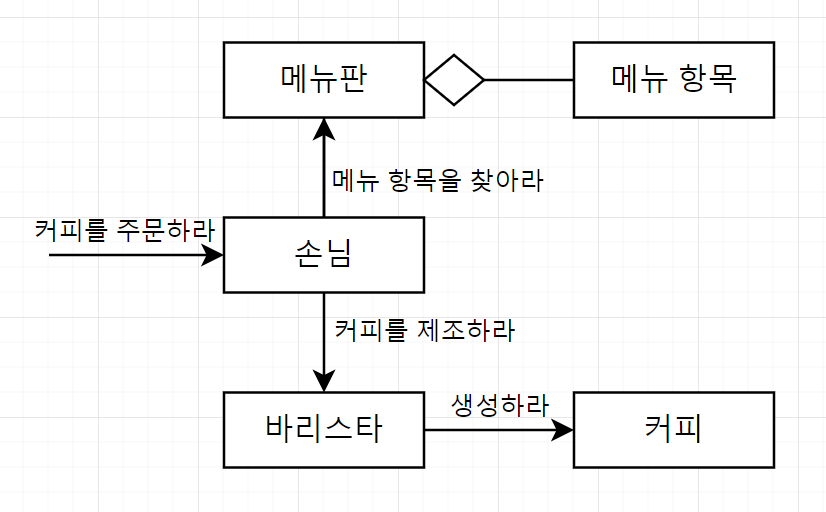 메뉴판
메뉴 항목
메뉴 항목을 찾아라
커피를 주문하라
손님
커피를 제조하라
바리스타
생성하라
커피